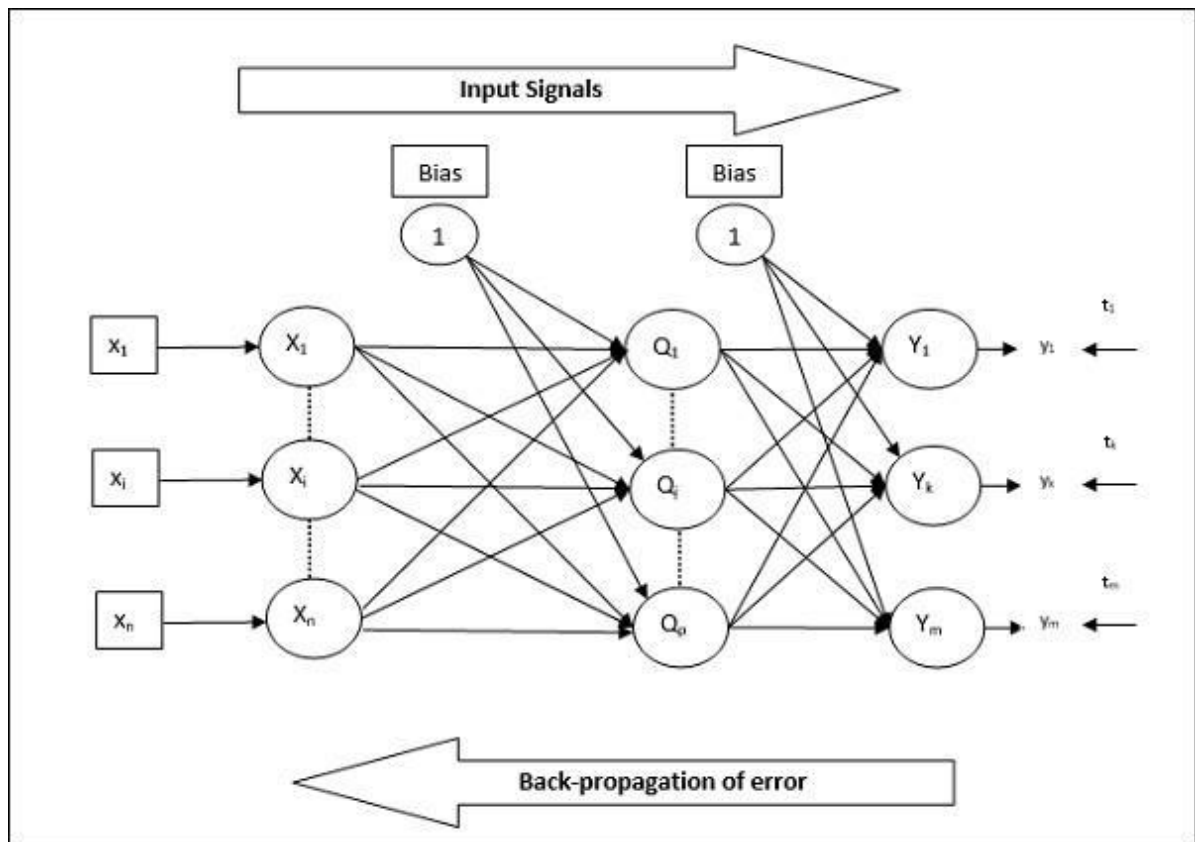 Input Signals
Bias
Bias
1
1
x₁
X₁
Q₁
Y₁
y₁
t₁
xᵢ
Xᵢ
Qⱼ
Yₖ
yₖ
tₖ
xₙ
Xₙ
Qₚ
Yₘ
yₘ
tₘ
Back-propagation of error